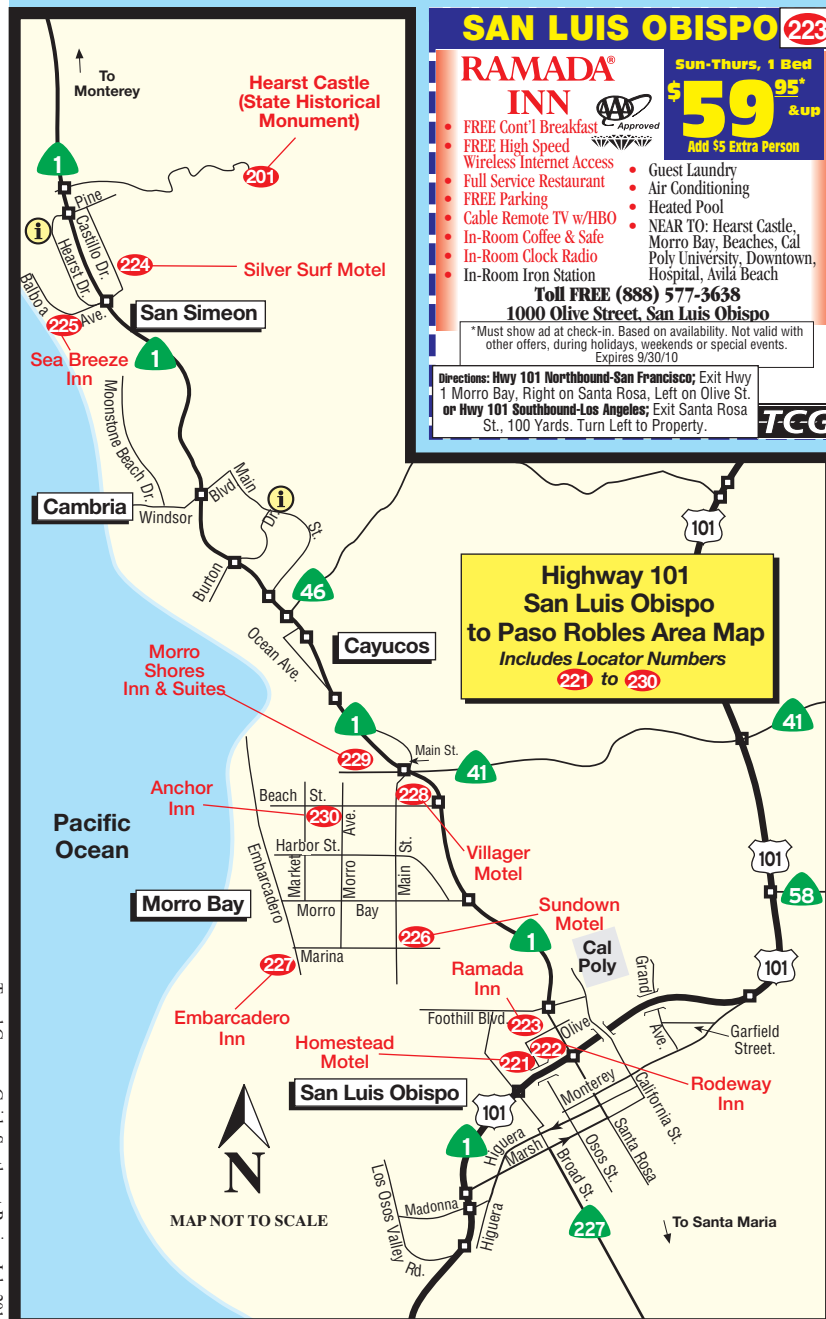 SAN LUIS OBISPO 223
RAMADA®
INN
AAA
Approved
Sun-Thurs, 1 Bed
$59 95*
&up
Add $5 Extra Person
• FREE Cont'l Breakfast
• FREE High Speed
Wireless Internet Access
• Full Service Restaurant
• FREE Parking
• Cable Remote TV w/HBO
• In-Room Coffee & Safe
• In-Room Clock Radio
• In-Room Iron Station
• Guest Laundry
• Air Conditioning
• Heated Pool
• NEAR TO: Hearst Castle,
Morro Bay, Beaches, Cal
Poly University, Downtown,
Hospital, Avila Beach
Toll FREE (888) 577-3638
1000 Olive Street, San Luis Obispo
*Must show ad at check-in. Based on availability. Not valid with
other offers, during holidays, weekends or special events.
Expires 9/30/10
Directions: Hwy 101 Northbound-San Francisco; Exit Hwy
1 Morro Bay, Right on Santa Rosa, Left on Olive St.
or Hwy 101 Southbound-Los Angeles; Exit Santa Rosa
St., 100 Yards. Turn Left to Property.
TCG
To
Monterey
Hearst Castle
(State Historical
Monument)
201
1
Pine
i
Castillo Dr.
Hearst Dr.
224
Silver Surf Motel
Balboa Ave.
225
San Simeon
Sea Breeze
Inn
1
Moonstone Beach Dr.
Cambria
Windsor
Blvd
Main St.
i
Dr.
Burton
46
101
Highway 101
San Luis Obispo
to Paso Robles Area Map
Includes Locator Numbers
221 to 230
Ocean Ave.
Cayucos
Morro
Shores
Inn & Suites
1
229
Main St.
41
41
Anchor
Inn
Beach St.
230
228
Pacific
Ocean
Embarcadero
Market
Morro Ave.
Main St.
Harbor St.
Villager
Motel
101
58
Morro Bay
Morro Bay
Sundown
Motel
226
1
Cal
Poly
101
Marina
227
Embarcadero
Inn
Ramada
Inn
Grand Ave.
Foothill Blvd
223
Olive
Garfield
Street.
Homestead
Motel
221
222
Rodeway
Inn
San Luis Obispo
101
Monterey
California St.
N
MAP NOT TO SCALE
1
Higuera
Marsh
Broad St.
Osos St.
Santa Rosa
Los Osos Valley Rd.
Madonna
Higuera
227
To Santa Maria